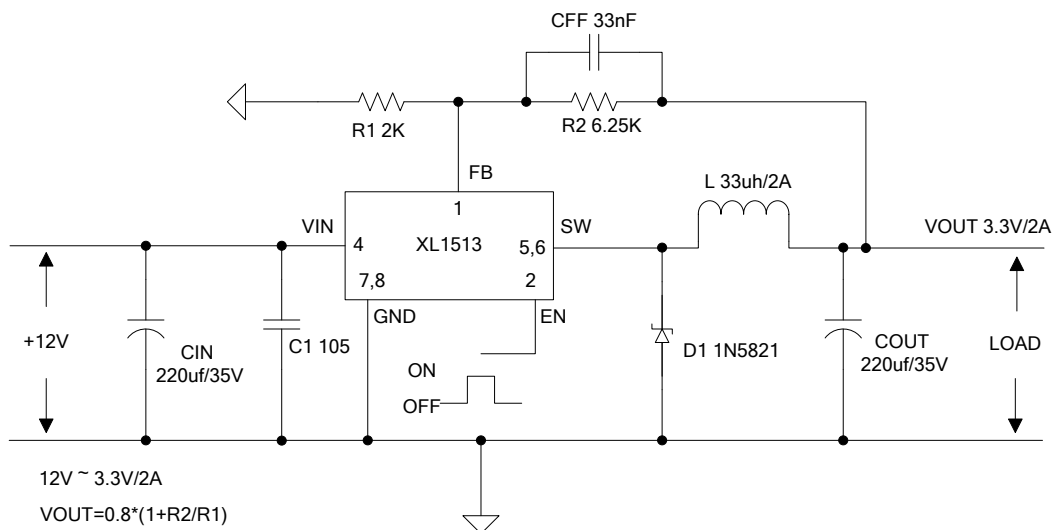 CFF 33nF
R1 2K
R2 6.25K
FB
L 33uh/2A
1
VIN
SW
VOUT 3.3V/2A
4
XL1513
5,6
7,8
2
GND
EN
+12V
CIN
220uf/35V
C1 105
D1 1N5821
COUT
220uf/35V
LOAD
ON
OFF
12V ~ 3.3V/2A
VOUT=0.8*(1+R2/R1)